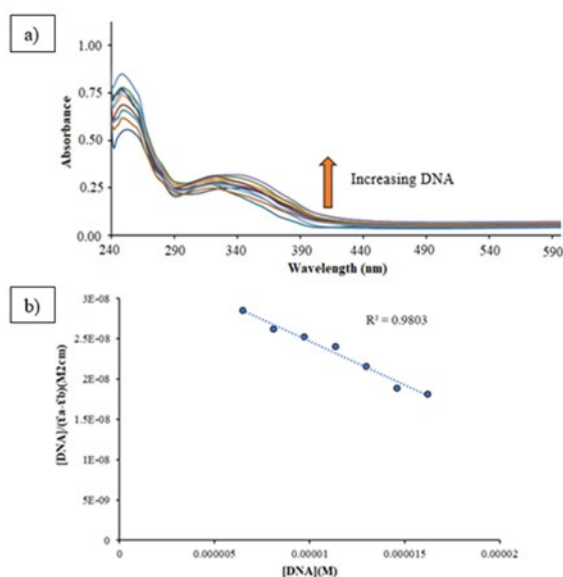 a)
1.00
0.75
0.50
0.25
0.00
Absorbance
Increasing DNA
240 290 340 390 440 490 540 590
Wavelength (nm)
b)
3E-08
2.5E-08
2E-08
1.5E-08
1E-08
5E-09
0
[DNA]/(Ɛa-Ɛb)(M2cm)
R² = 0.9803
0 0.000005 0.00001 0.000015 0.00002
[DNA](M)